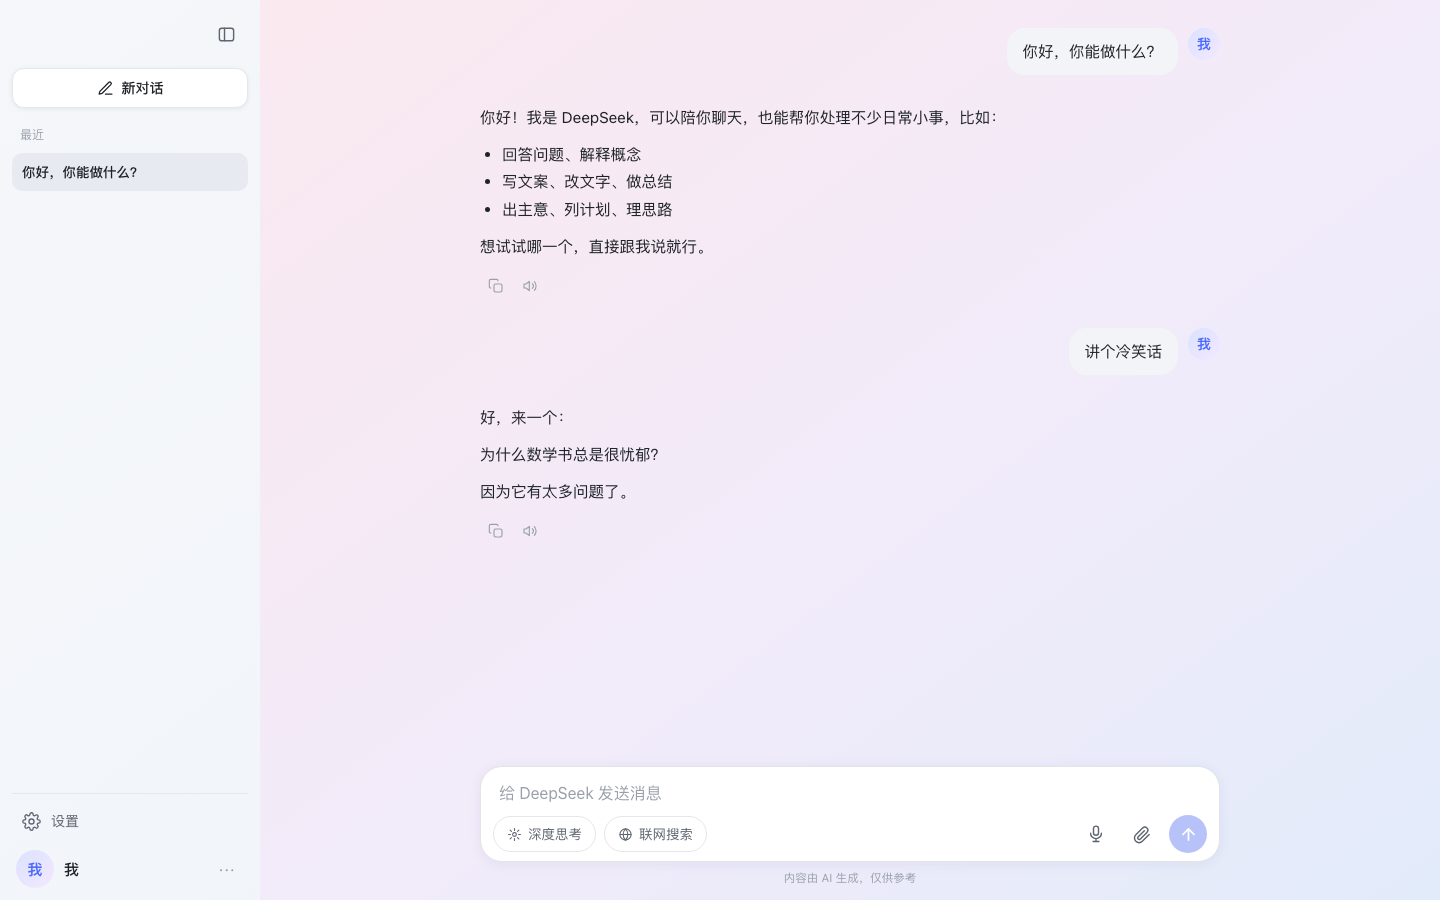 新对话
最近
你好，你能做什么?
设置
我
我
···
你好，你能做什么?
我
你好！我是 DeepSeek，可以陪你聊天，也能帮你处理不少日常小事，比如：
• 回答问题、解释概念
• 写文案、改文字、做总结
• 出主意、列计划、理思路
想试试哪一个，直接跟我说就行。
讲个冷笑话
我
好，来一个：
为什么数学书总是很忧郁?
因为它有太多问题了。
给 DeepSeek 发送消息
深度思考
联网搜索
内容由 AI 生成，仅供参考